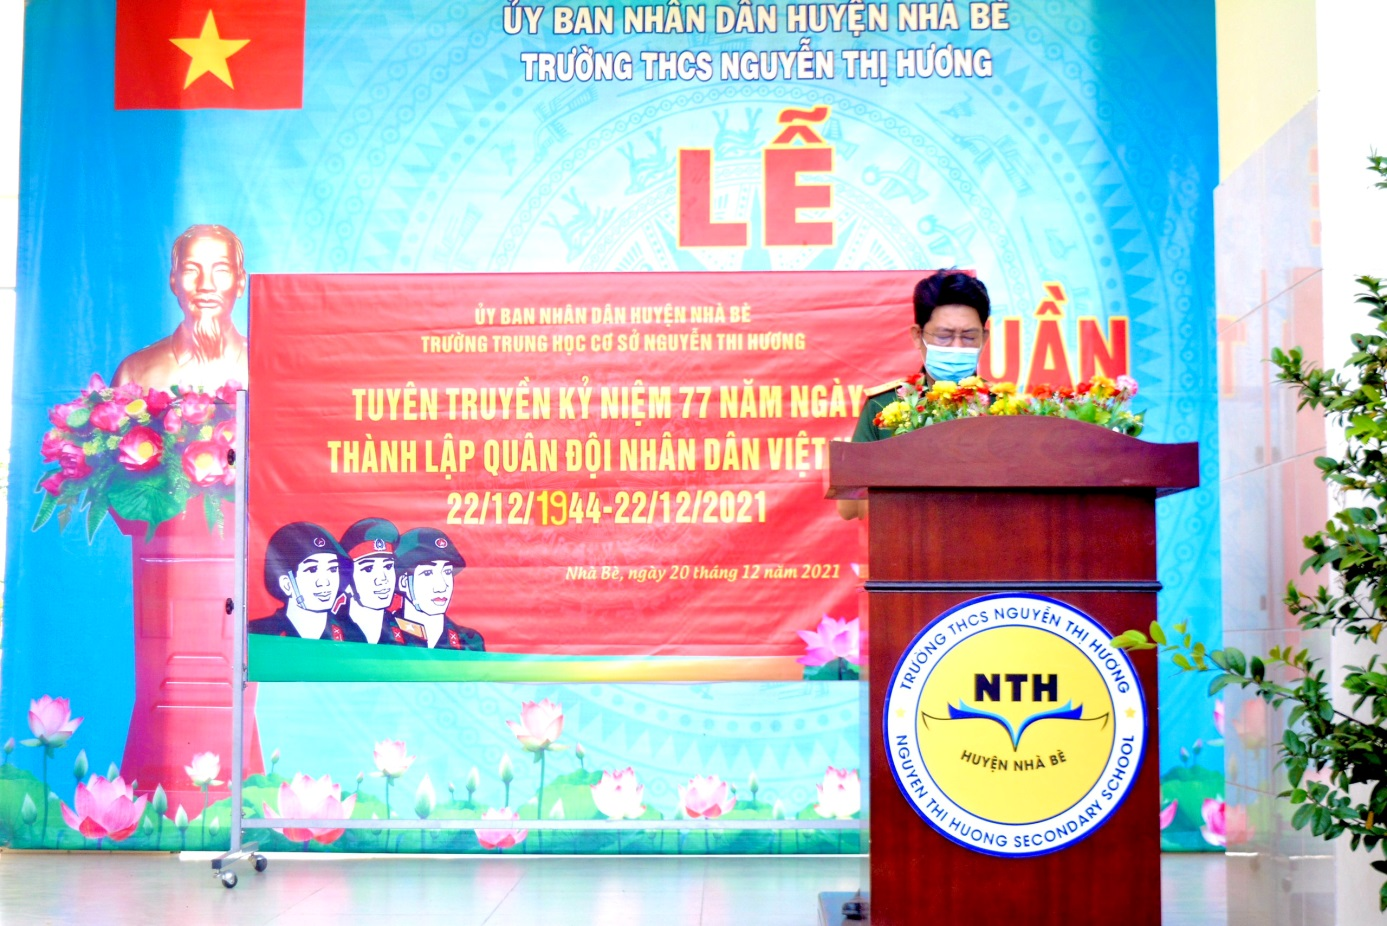 ỦY BAN NHÂN DÂN HUYỆN NHÀ BÈ
TRƯỜNG THCS NGUYỄN THỊ HƯƠNG
LỄ
UẦN
ỦY BAN NHÂN DÂN HUYỆN NHÀ BÈ
TRƯỜNG TRUNG HỌC CƠ SỞ NGUYỄN THI HƯƠNG
TUYÊN TRUYỀN KỶ NIỆM 77 NĂM NGÀY
THÀNH LẬP QUÂN ĐỘI NHÂN DÂN VIỆT
22/12/1944-22/12/2021
Nhà Bè, ngày 20 tháng 12 năm 2021
TRƯỜNG THCS NGUYỄN THỊ HƯƠNG
NTH
HUYỆN NHÀ BÈ
NGUYEN THI HUONG SECONDARY SCHOOL